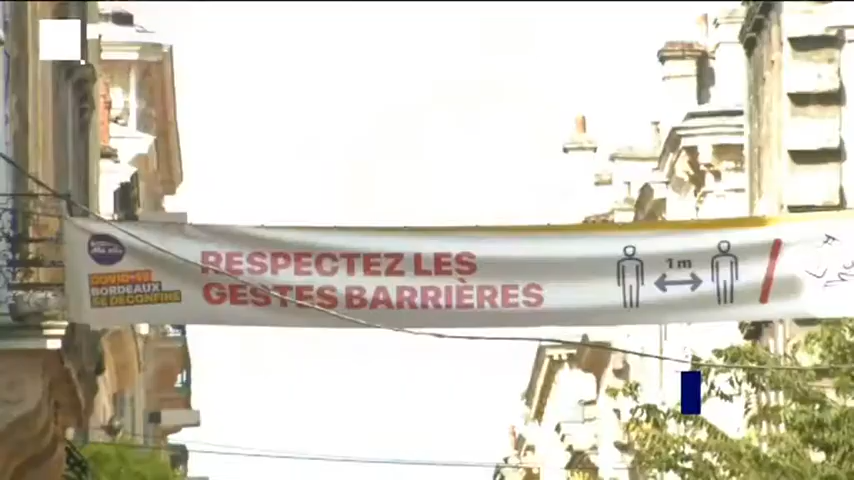 COVID-19
BORDEAUX
SE DÉCONFINE
RESPECTEZ LES
GESTES BARRIÈRES
1m